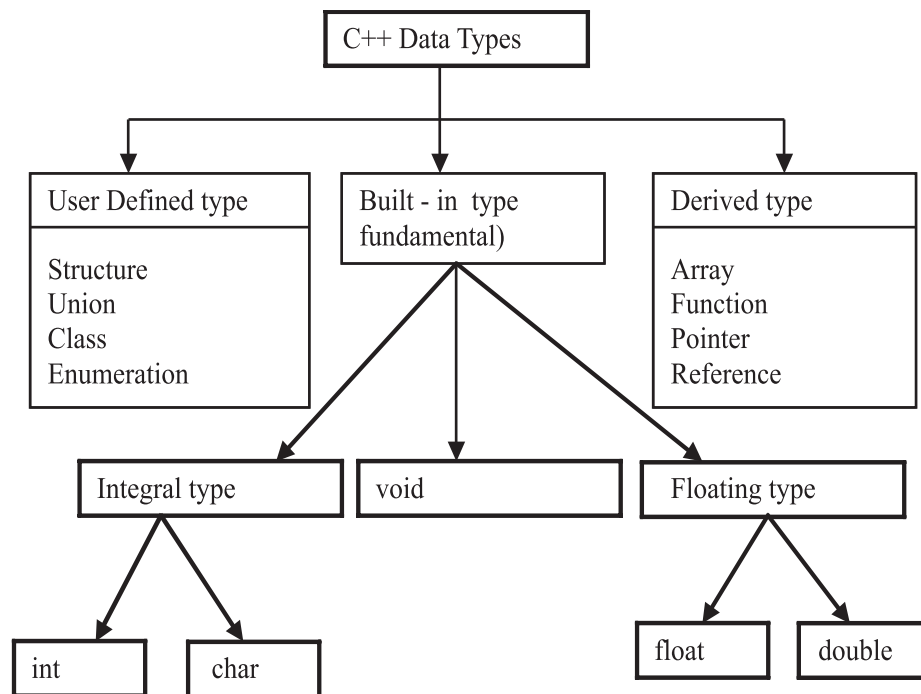 C++ Data Types
User Defined type
Structure
Union
Class
Enumeration
Built - in type
fundamental)
Derived type
Array
Function
Pointer
Reference
Integral type
void
Floating type
int
char
float
double